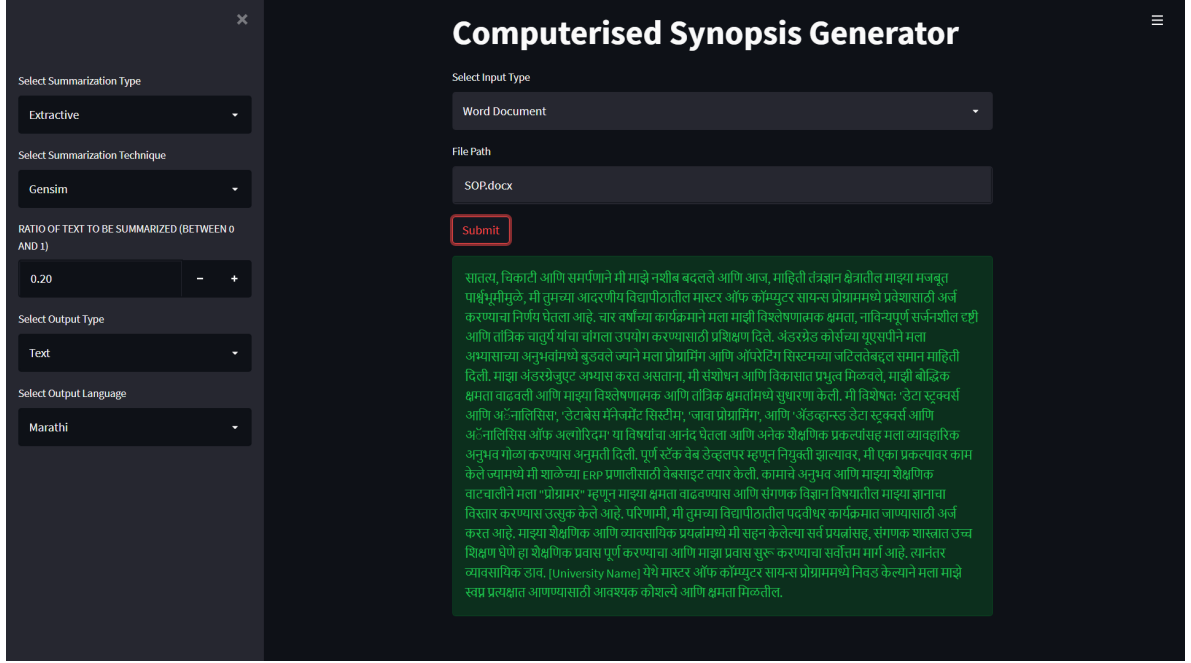 Computerised Synopsis Generator
Select Summarization Type
Extractive
Select Summarization Technique
Gensim
RATIO OF TEXT TO BE SUMMARIZED (BETWEEN 0
AND 1)
0.20
Select Output Type
Text
Select Output Language
Marathi
Select Input Type
Word Document
File Path
SOP.docx
Submit
सातत्य, चिकाटी आणि समर्पणाने मी माझे नशीब बदलले आणि आज, माहिती तंत्रज्ञान क्षेत्रातील माझ्या मजबूत
पार्श्वभूमीमुळे, मी तुमच्या आदरणीय विद्यापीठातील मास्टर ऑफ कॉम्प्युटर सायन्स प्रोग्राममध्ये प्रवेशासाठी अर्ज
करण्याचा निर्णय घेतला आहे. चार वर्षांच्या कार्यक्रमाने मला माझी विश्लेषणात्मक क्षमता, नाविन्यपूर्ण सर्जनशील दृष्टी
आणि तांत्रिक चातुर्य यांचा चांगला उपयोग करण्यासाठी प्रशिक्षण दिले. अंडरग्रेड कोर्सच्या यूएसपीने मला
अभ्यासाच्या अनुभवांमध्ये बुडवले ज्याने मला प्रोग्रामिंग आणि ऑपरेटिंग सिस्टमच्या जटिलतेबद्दल समान माहिती
दिली. माझा अंडरग्रेजुएट अभ्यास करत असताना, मी संशोधन आणि विकासात प्रभुत्व मिळवले, माझी बौद्धिक
क्षमता वाढवली आणि माझ्या विश्लेषणात्मक आणि तांत्रिक क्षमतांमध्ये सुधारणा केली. मी विशेषतः 'डेटा स्ट्रक्चर्स
आणि अॅनालिसिस', 'डेटाबेस मॅनेजमेंट सिस्टीम', 'जावा प्रोग्रामिंग', आणि 'अॅडव्हान्स्ड डेटा स्ट्रक्चर्स आणि
अॅनालिसिस ऑफ अल्गोरिदम' या विषयांचा आनंद घेतला आणि अनेक शैक्षणिक प्रकल्पांसह मला व्यावहारिक
अनुभव गोळा करण्यास अनुमती दिली. पूर्ण स्टॅक वेब डेव्हलपर म्हणून नियुक्ती झाल्यावर, मी एका प्रकल्पावर काम
केले ज्यामध्ये मी शाळेच्या ERP प्रणालीसाठी वेबसाइट तयार केली. कामाचे अनुभव आणि माझ्या शैक्षणिक
वाटचालीने मला "प्रोग्रामर" म्हणून माझ्या क्षमता वाढवण्यास आणि संगणक विज्ञान विषयातील माझ्या ज्ञानाचा
विस्तार करण्यास उत्सुक केले आहे. परिणामी, मी तुमच्या विद्यापीठातील पदवीधर कार्यक्रमात जाण्यासाठी अर्ज
करत आहे. माझ्या शैक्षणिक आणि व्यावसायिक प्रयत्नांमध्ये मी सहन केलेल्या सर्व प्रयत्नांसह, संगणक शास्त्रात उच्च
शिक्षण घेणे हा शैक्षणिक प्रवास पूर्ण करण्याचा आणि माझा प्रवास सुरू करण्याचा सर्वोत्तम मार्ग आहे. त्यानंतर
व्यावसायिक डाव. [University Name] येथे मास्टर ऑफ कॉम्प्युटर सायन्स प्रोग्राममध्ये निवड केल्याने मला माझे
स्वप्न प्रत्यक्षात आणण्यासाठी आवश्यक कौशल्ये आणि क्षमता मिळतील.